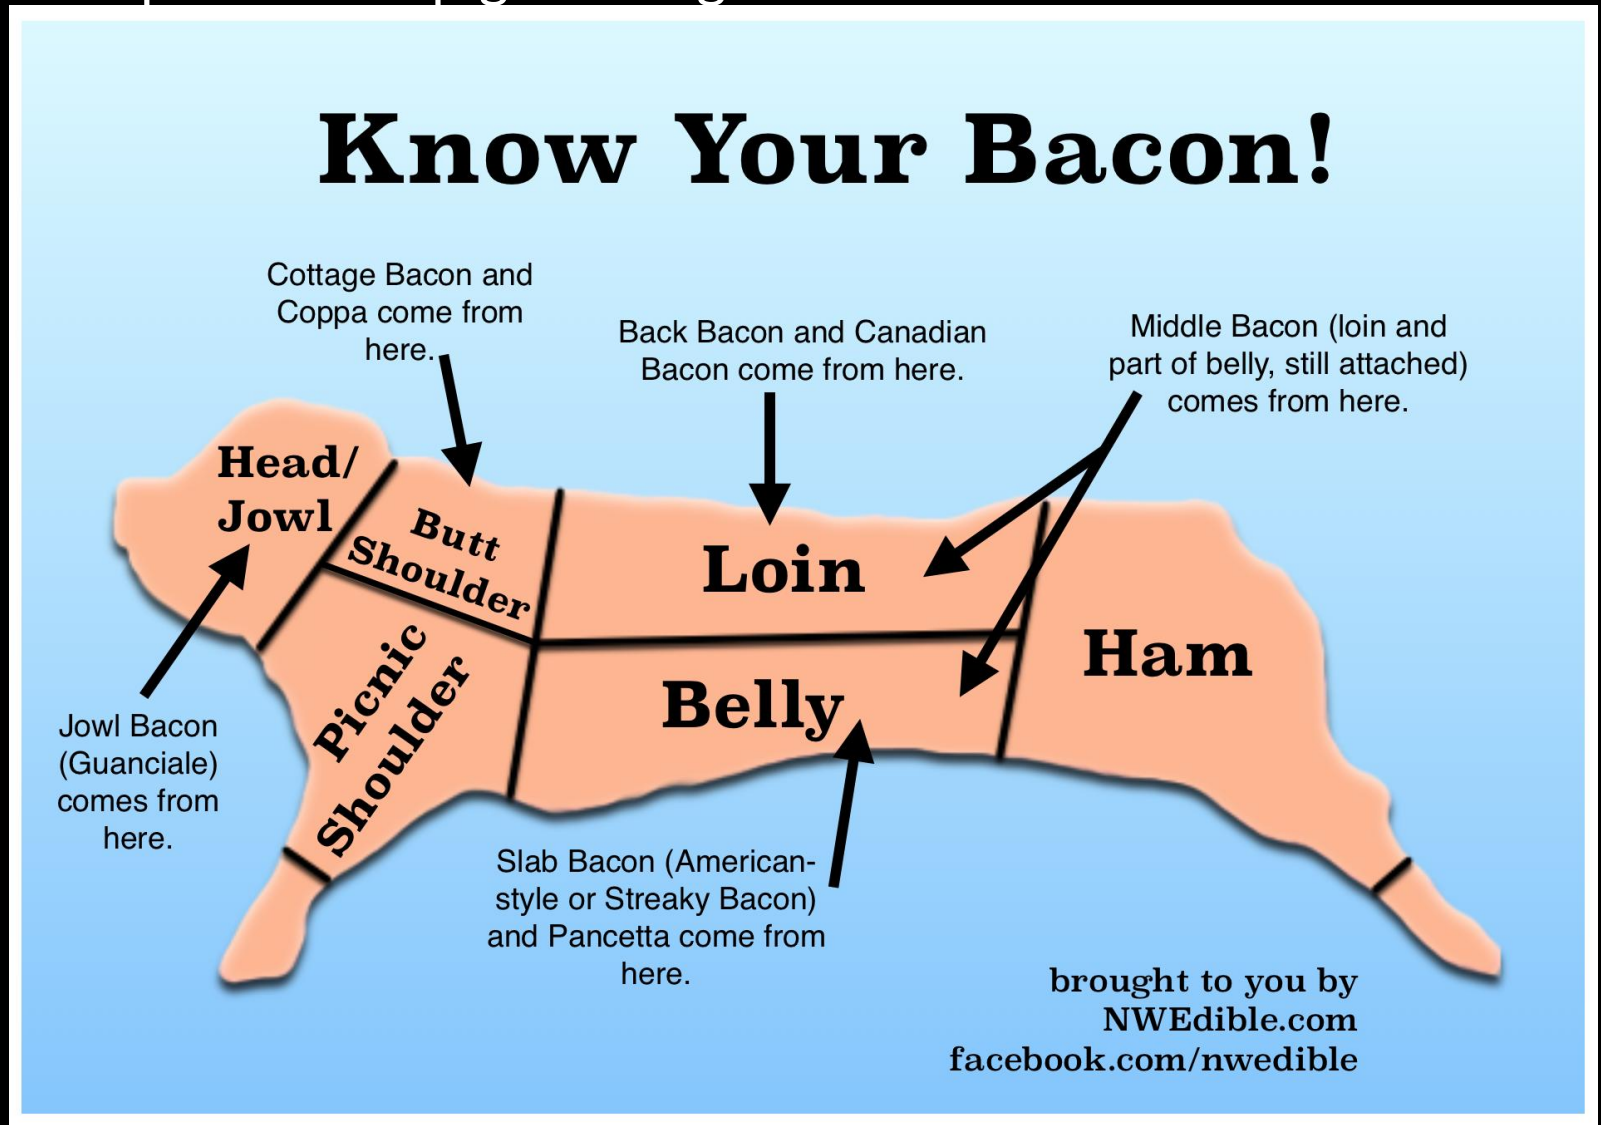 Know Your Bacon!
Cottage Bacon and
Coppa come from
here.
Back Bacon and Canadian
Bacon come from here.
Middle Bacon (loin and
part of belly, still attached)
comes from here.
Head/
Jowl
Butt
Shoulder
Loin
Ham
Picnic
Shoulder
Belly
Jowl Bacon
(Guanciale)
comes from
here.
Slab Bacon (American-
style or Streaky Bacon)
and Pancetta come from
here.
brought to you by
NWEdible.com
facebook.com/nwedible